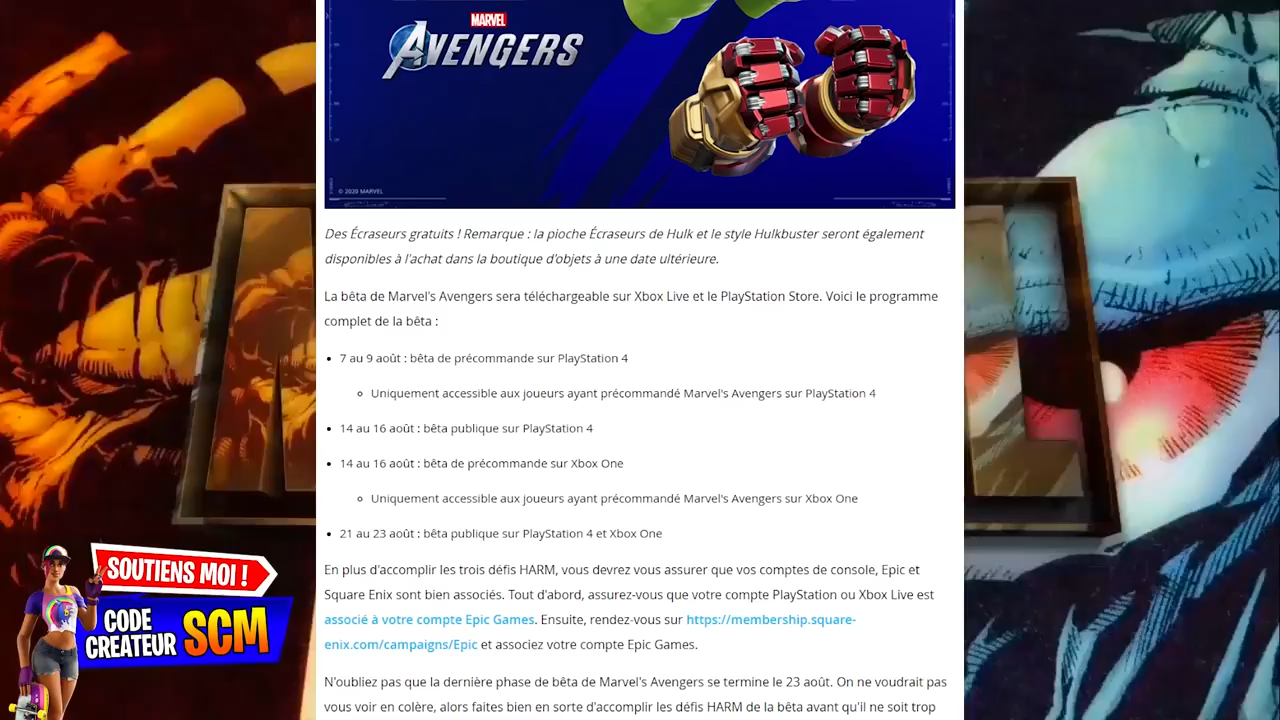 MARVEL
AVENGERS
© 2020 MARVEL
Des Écraseurs gratuits ! Remarque : la pioche Écraseurs de Hulk et le style Hulkbuster seront également
disponibles à l'achat dans la boutique d'objets à une date ultérieure.
La bêta de Marvel's Avengers sera téléchargeable sur Xbox Live et le PlayStation Store. Voici le programme
complet de la bêta :
• 7 au 9 août : bêta de précommande sur PlayStation 4
◦ Uniquement accessible aux joueurs ayant précommandé Marvel's Avengers sur PlayStation 4
• 14 au 16 août : bêta publique sur PlayStation 4
• 14 au 16 août : bêta de précommande sur Xbox One
◦ Uniquement accessible aux joueurs ayant précommandé Marvel's Avengers sur Xbox One
• 21 au 23 août : bêta publique sur PlayStation 4 et Xbox One
En plus d'accomplir les trois défis HARM, vous devrez vous assurer que vos comptes de console, Epic et
Square Enix sont bien associés. Tout d'abord, assurez-vous que votre compte PlayStation ou Xbox Live est
associé à votre compte Epic Games. Ensuite, rendez-vous sur https://membership.square-
enix.com/campaigns/Epic et associez votre compte Epic Games.
N'oubliez pas que la dernière phase de bêta de Marvel's Avengers se termine le 23 août. On ne voudrait pas
vous voir en colère, alors faites bien en sorte d'accomplir les défis HARM de la bêta avant qu'il ne soit trop
SOUTIENS MOI !
CODE
CRÉATEUR SCM